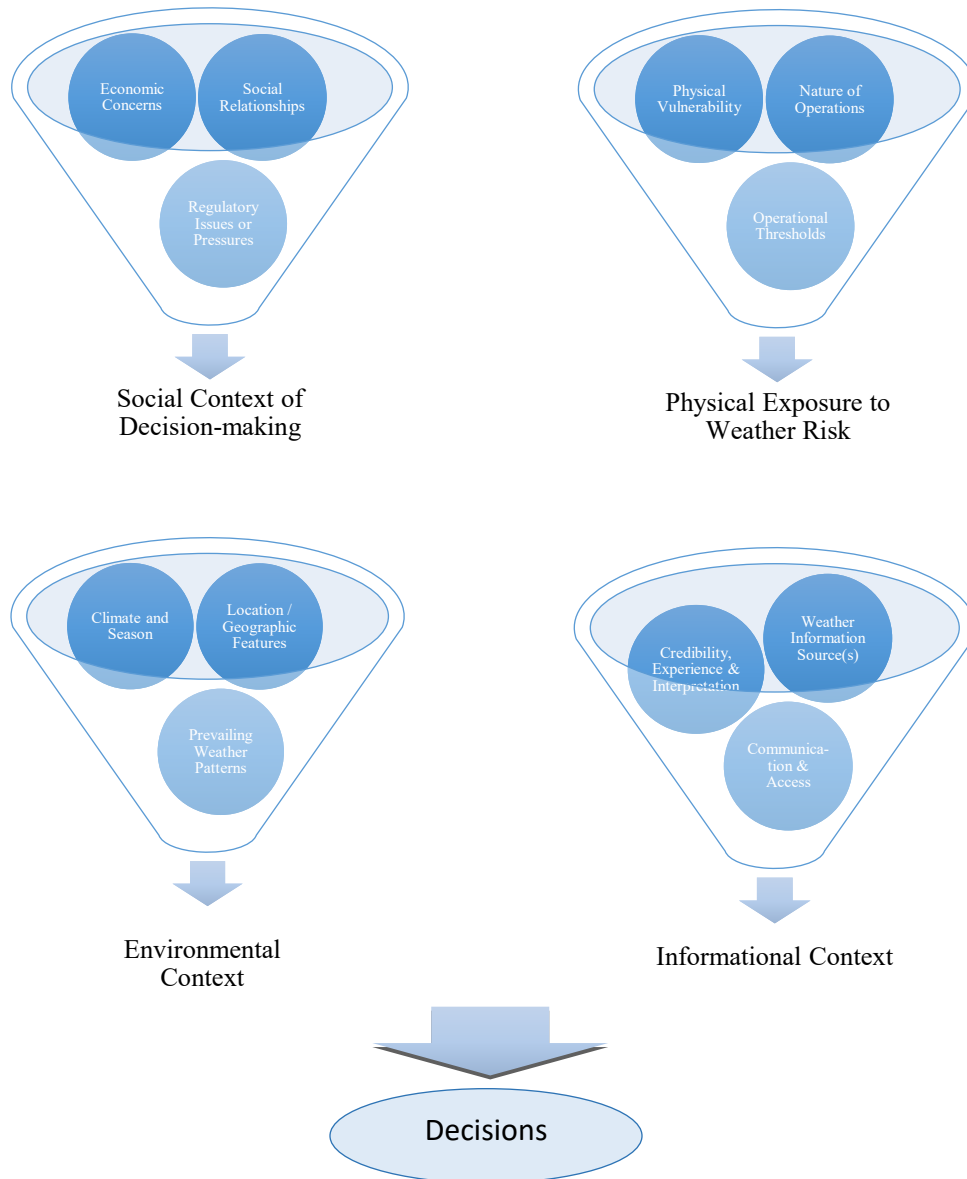 Economic
Concerns
Social
Relationships
Regulatory
Issues or
Pressures
Social Context of
Decision-making
Physical
Vulnerability
Nature of
Operations
Operational
Thresholds
Physical Exposure to
Weather Risk
Climate and
Season
Location /
Geographic
Features
Prevailing
Weather
Patterns
Environmental
Context
Credibility,
Experience &
Interpretation
Weather
Information
Source(s)
Communica-
tion &
Access
Informational Context
Decisions